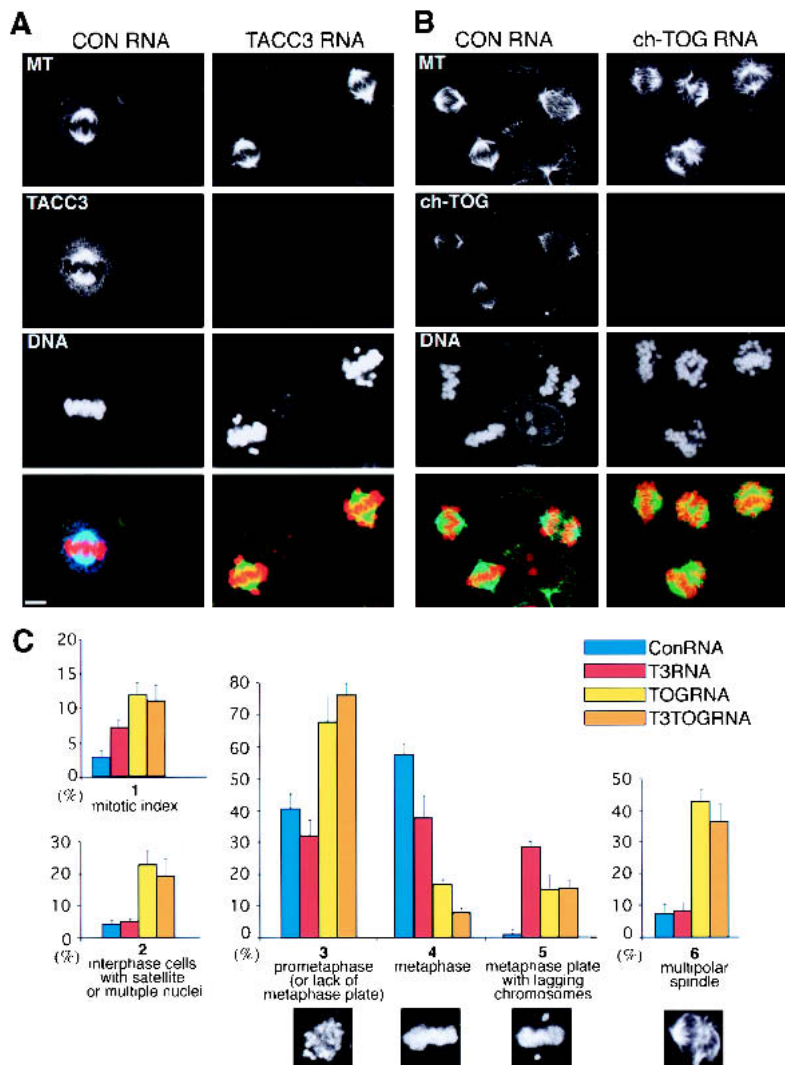 A
CON RNA
TACC3 RNA
MT
TACC3
DNA
B
CON RNA
ch-TOG RNA
MT
ch-TOG
DNA
C
ConRNA
T3RNA
TOGRNA
T3TOGRNA
20
15
10
5
0
(%)
1
mitotic index
30
20
10
0
(%)
2
interphase cells
with satellite
or multiple nuclei
80
70
60
50
40
30
20
10
0
(%)
3
prometaphase
(or lack of
metaphase plate)
4
metaphase
5
metaphase plate
with lagging
chromosomes
50
40
30
20
10
0
(%)
6
multipolar
spindle